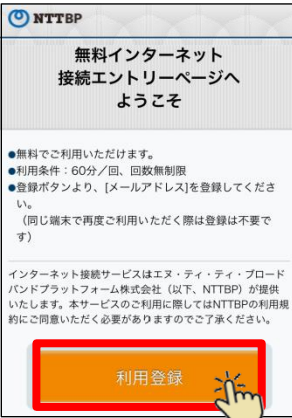 NTTBP
無料インターネット
接続エントリーページへ
ようこそ
●無料でご利用いただけます。
●利用条件：60分／回、回数無制限
●登録ボタンより、[メールアドレス]を登録してくださ
い。
（同じ端末で再度ご利用いただく際は登録は不要で
す）
インターネット接続サービスはエヌ・ティ・ティ・ブロード
バンドプラットフォーム株式会社（以下、NTTBP）が提供
いたします。本サービスのご利用に際してはNTTBPの利用規
約にご同意いただく必要がありますのでご了承ください。
利用登録